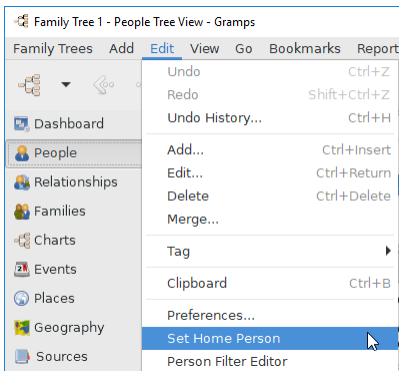 Family Tree 1 - People Tree View - Gramps
Family Trees Add Edit View Go Bookmarks Report
Undo Ctrl+Z
Redo Shift+Ctrl+Z
Undo History... Ctrl+H
Dashboard
Add... Ctrl+Insert
People
Edit... Ctrl+Return
Relationships
Delete Ctrl+Delete
Families
Merge...
Charts
Tag
Events
Clipboard Ctrl+B
Places
Preferences...
Geography
Set Home Person
Sources
Person Filter Editor